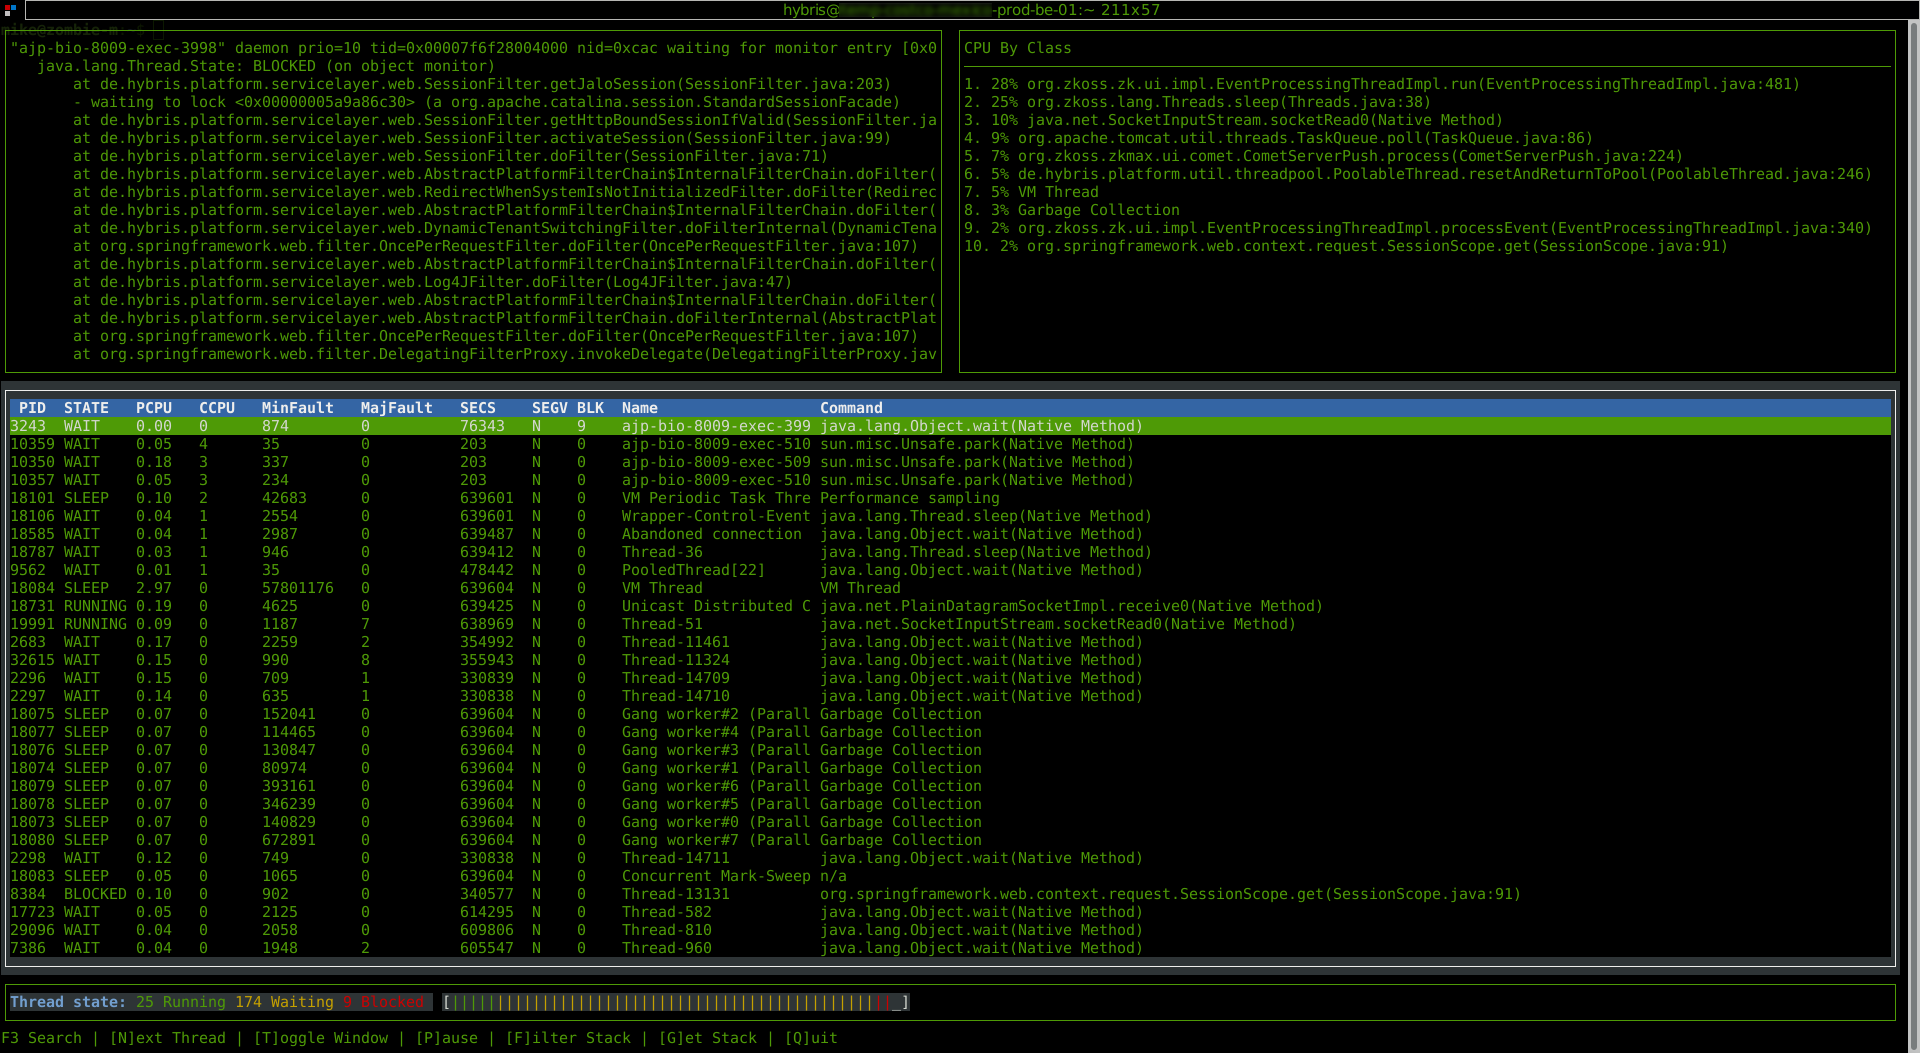 hybris@ -prod-be-01:~ 211x57
"ajp-bio-8009-exec-3998" daemon prio=10 tid=0x00007f6f28004000 nid=0xcac waiting for monitor entry [0x0
java.lang.Thread.State: BLOCKED (on object monitor)
at de.hybris.platform.servicelayer.web.SessionFilter.getJaloSession(SessionFilter.java:203)
- waiting to lock <0x00000005a9a86c30> (a org.apache.catalina.session.StandardSessionFacade)
at de.hybris.platform.servicelayer.web.SessionFilter.getHttpBoundSessionIfValid(SessionFilter.ja
at de.hybris.platform.servicelayer.web.SessionFilter.activateSession(SessionFilter.java:99)
at de.hybris.platform.servicelayer.web.SessionFilter.doFilter(SessionFilter.java:71)
at de.hybris.platform.servicelayer.web.AbstractPlatformFilterChain$InternalFilterChain.doFilter(
at de.hybris.platform.servicelayer.web.RedirectWhenSystemIsNotInitializedFilter.doFilter(Redirec
at de.hybris.platform.servicelayer.web.AbstractPlatformFilterChain$InternalFilterChain.doFilter(
at de.hybris.platform.servicelayer.web.DynamicTenantSwitchingFilter.doFilterInternal(DynamicTena
at org.springframework.web.filter.OncePerRequestFilter.doFilter(OncePerRequestFilter.java:107)
at de.hybris.platform.servicelayer.web.AbstractPlatformFilterChain$InternalFilterChain.doFilter(
at de.hybris.platform.servicelayer.web.Log4JFilter.doFilter(Log4JFilter.java:47)
at de.hybris.platform.servicelayer.web.AbstractPlatformFilterChain$InternalFilterChain.doFilter(
at de.hybris.platform.servicelayer.web.AbstractPlatformFilterChain.doFilterInternal(AbstractPlat
at org.springframework.web.filter.OncePerRequestFilter.doFilter(OncePerRequestFilter.java:107)
at org.springframework.web.filter.DelegatingFilterProxy.invokeDelegate(DelegatingFilterProxy.jav
CPU By Class
1. 28% org.zkoss.zk.ui.impl.EventProcessingThreadImpl.run(EventProcessingThreadImpl.java:481)
2. 25% org.zkoss.lang.Threads.sleep(Threads.java:38)
3. 10% java.net.SocketInputStream.socketRead0(Native Method)
4. 9% org.apache.tomcat.util.threads.TaskQueue.poll(TaskQueue.java:86)
5. 7% org.zkoss.zkmax.ui.comet.CometServerPush.process(CometServerPush.java:224)
6. 5% de.hybris.platform.util.threadpool.PoolableThread.resetAndReturnToPool(PoolableThread.java:246)
7. 5% VM Thread
8. 3% Garbage Collection
9. 2% org.zkoss.zk.ui.impl.EventProcessingThreadImpl.processEvent(EventProcessingThreadImpl.java:340)
10. 2% org.springframework.web.context.request.SessionScope.get(SessionScope.java:91)
PID STATE PCPU CCPU MinFault MajFault SECS SEGV BLK Name Command
3243 WAIT 0.00 0 874 0 76343 N 9 ajp-bio-8009-exec-399 java.lang.Object.wait(Native Method)
10359 WAIT 0.05 4 35 0 203 N 0 ajp-bio-8009-exec-510 sun.misc.Unsafe.park(Native Method)
10350 WAIT 0.18 3 337 0 203 N 0 ajp-bio-8009-exec-509 sun.misc.Unsafe.park(Native Method)
10357 WAIT 0.05 3 234 0 203 N 0 ajp-bio-8009-exec-510 sun.misc.Unsafe.park(Native Method)
18101 SLEEP 0.10 2 42683 0 639601 N 0 VM Periodic Task Thre Performance sampling
18106 WAIT 0.04 1 2554 0 639601 N 0 Wrapper-Control-Event java.lang.Thread.sleep(Native Method)
18585 WAIT 0.04 1 2987 0 639487 N 0 Abandoned connection java.lang.Object.wait(Native Method)
18787 WAIT 0.03 1 946 0 639412 N 0 Thread-36 java.lang.Thread.sleep(Native Method)
9562 WAIT 0.01 1 35 0 478442 N 0 PooledThread[22] java.lang.Object.wait(Native Method)
18084 SLEEP 2.97 0 57801176 0 639604 N 0 VM Thread VM Thread
18731 RUNNING 0.19 0 4625 0 639425 N 0 Unicast Distributed C java.net.PlainDatagramSocketImpl.receive0(Native Method)
19991 RUNNING 0.09 0 1187 7 638969 N 0 Thread-51 java.net.SocketInputStream.socketRead0(Native Method)
2683 WAIT 0.17 0 2259 2 354992 N 0 Thread-11461 java.lang.Object.wait(Native Method)
32615 WAIT 0.15 0 990 8 355943 N 0 Thread-11324 java.lang.Object.wait(Native Method)
2296 WAIT 0.15 0 709 1 330839 N 0 Thread-14709 java.lang.Object.wait(Native Method)
2297 WAIT 0.14 0 635 1 330838 N 0 Thread-14710 java.lang.Object.wait(Native Method)
18075 SLEEP 0.07 0 152041 0 639604 N 0 Gang worker#2 (Parall Garbage Collection
18077 SLEEP 0.07 0 114465 0 639604 N 0 Gang worker#4 (Parall Garbage Collection
18076 SLEEP 0.07 0 130847 0 639604 N 0 Gang worker#3 (Parall Garbage Collection
18074 SLEEP 0.07 0 80974 0 639604 N 0 Gang worker#1 (Parall Garbage Collection
18079 SLEEP 0.07 0 393161 0 639604 N 0 Gang worker#6 (Parall Garbage Collection
18078 SLEEP 0.07 0 346239 0 639604 N 0 Gang worker#5 (Parall Garbage Collection
18073 SLEEP 0.07 0 140829 0 639604 N 0 Gang worker#0 (Parall Garbage Collection
18080 SLEEP 0.07 0 672891 0 639604 N 0 Gang worker#7 (Parall Garbage Collection
2298 WAIT 0.12 0 749 0 330838 N 0 Thread-14711 java.lang.Object.wait(Native Method)
18083 SLEEP 0.05 0 1065 0 639604 N 0 Concurrent Mark-Sweep n/a
8384 BLOCKED 0.10 0 902 0 340577 N 0 Thread-13131 org.springframework.web.context.request.SessionScope.get(SessionScope.java:91)
17723 WAIT 0.05 0 2125 0 614295 N 0 Thread-582 java.lang.Object.wait(Native Method)
29096 WAIT 0.04 0 2058 0 609806 N 0 Thread-810 java.lang.Object.wait(Native Method)
7386 WAIT 0.04 0 1948 2 605547 N 0 Thread-960 java.lang.Object.wait(Native Method)
Thread state: 25 Running 174 Waiting 9 Blocked [||||||||||||||||||||||||||||||||||||||||||||||||_]
F3 Search | [N]ext Thread | [T]oggle Window | [P]ause | [F]ilter Stack | [G]et Stack | [Q]uit